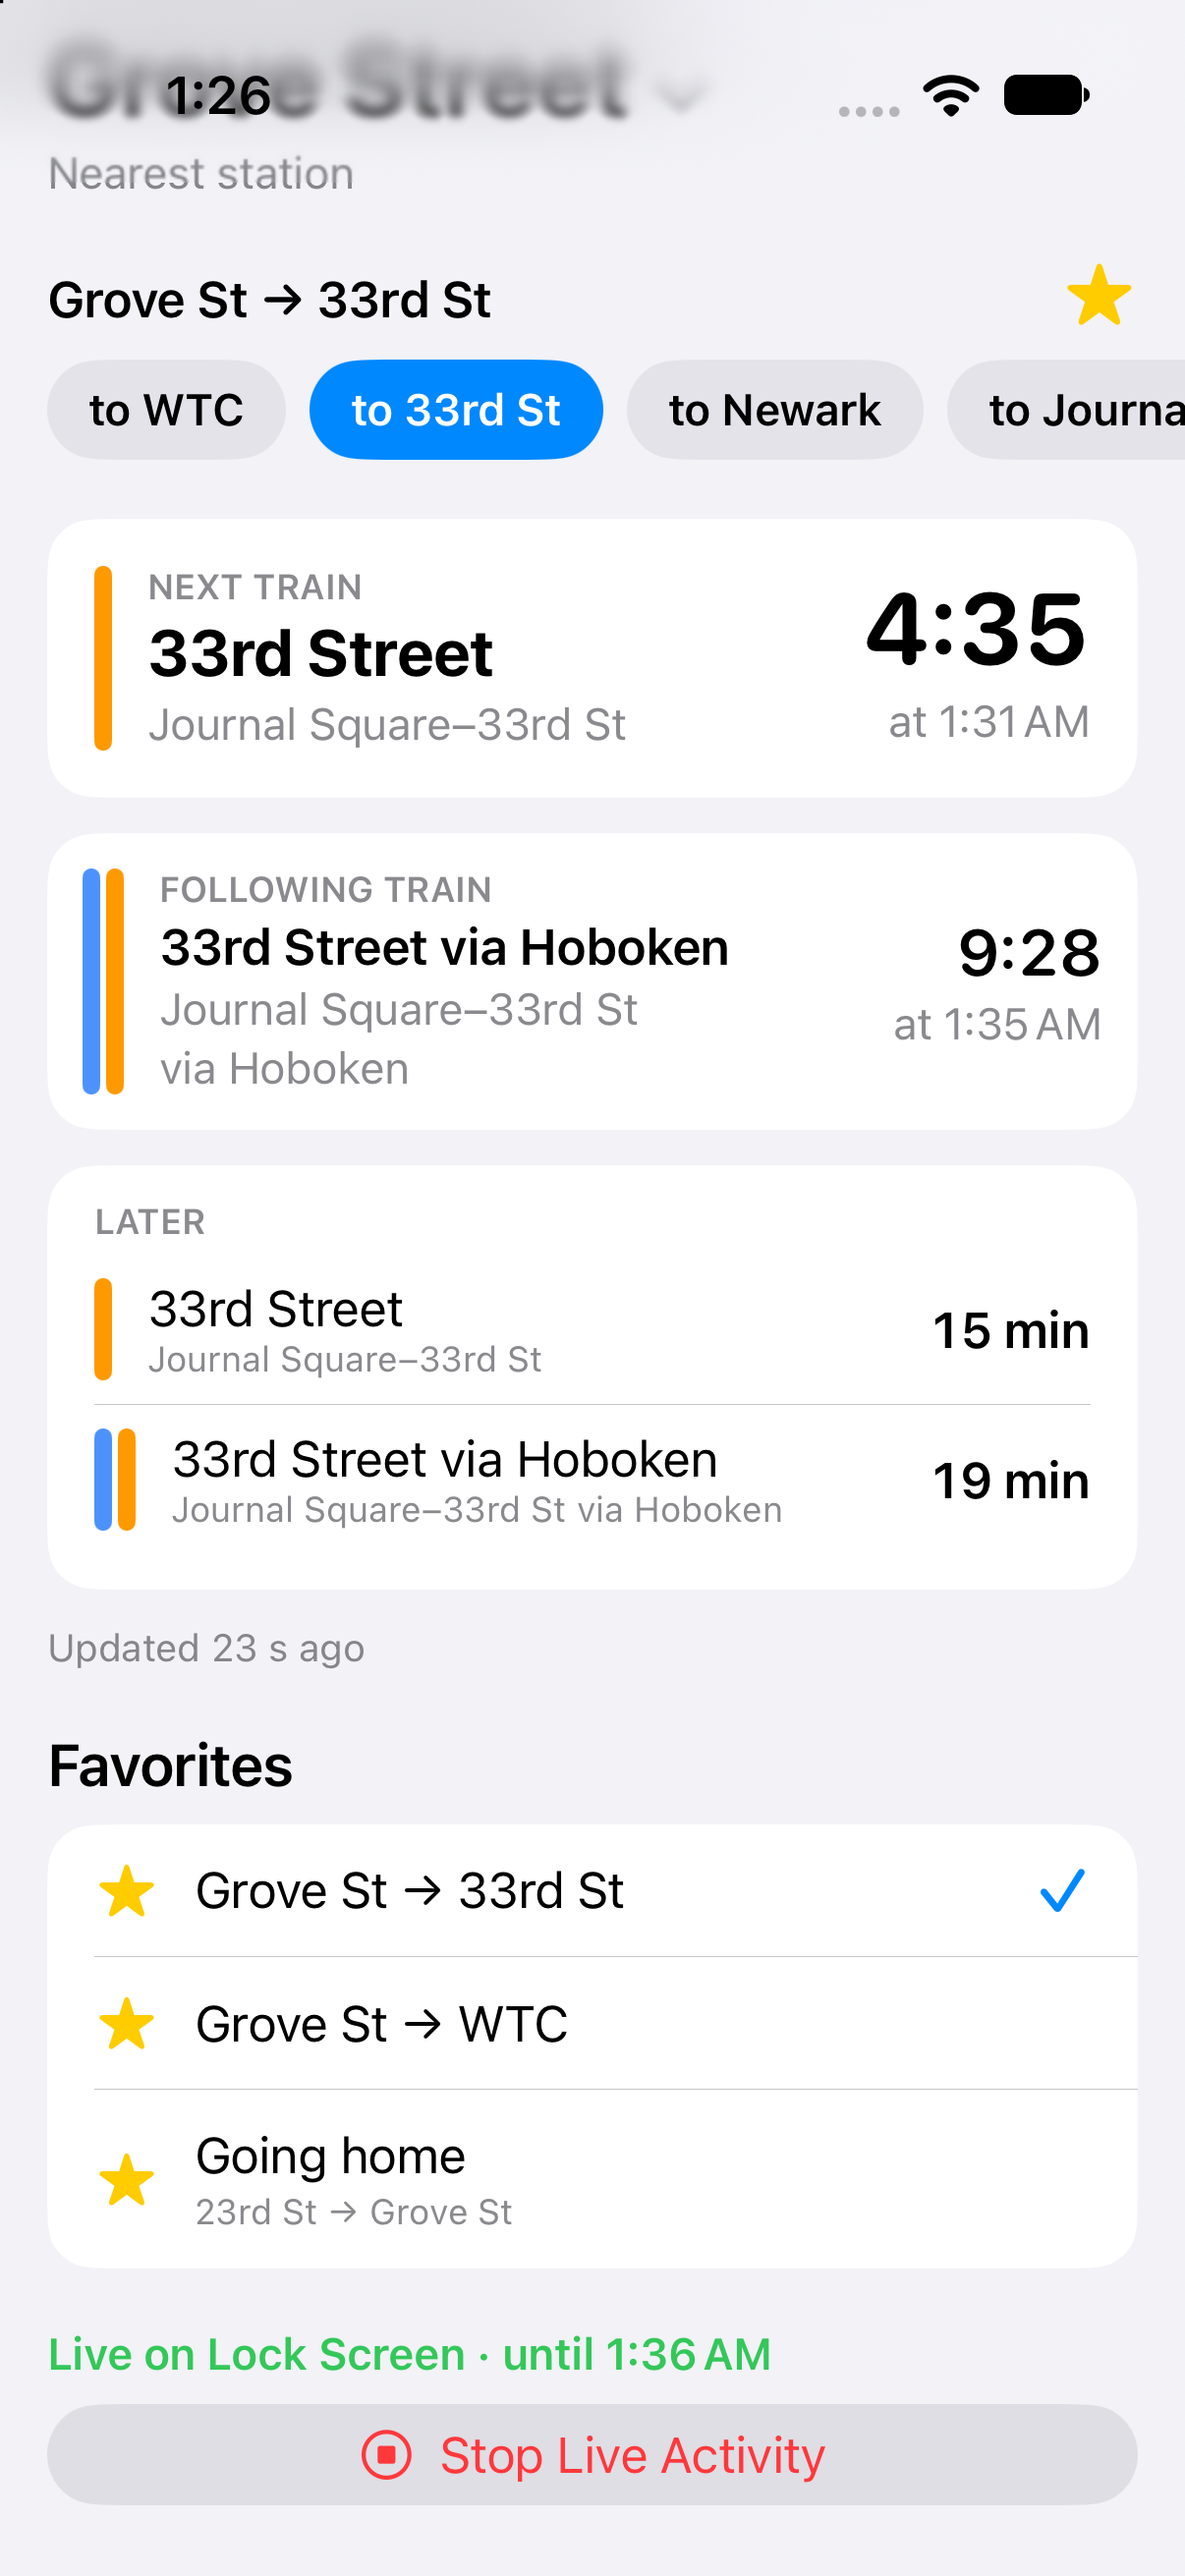 Grove Street
1:26
Nearest station
Grove St → 33rd St
to WTC
to 33rd St
to Newark
to Journa
NEXT TRAIN
33rd Street
Journal Square–33rd St
4:35
at 1:31 AM
FOLLOWING TRAIN
33rd Street via Hoboken
Journal Square–33rd St
via Hoboken
9:28
at 1:35 AM
LATER
33rd Street
Journal Square–33rd St
15 min
33rd Street via Hoboken
Journal Square–33rd St via Hoboken
19 min
Updated 23 s ago
Favorites
Grove St → 33rd St
Grove St → WTC
Going home
23rd St → Grove St
Live on Lock Screen · until 1:36 AM
Stop Live Activity